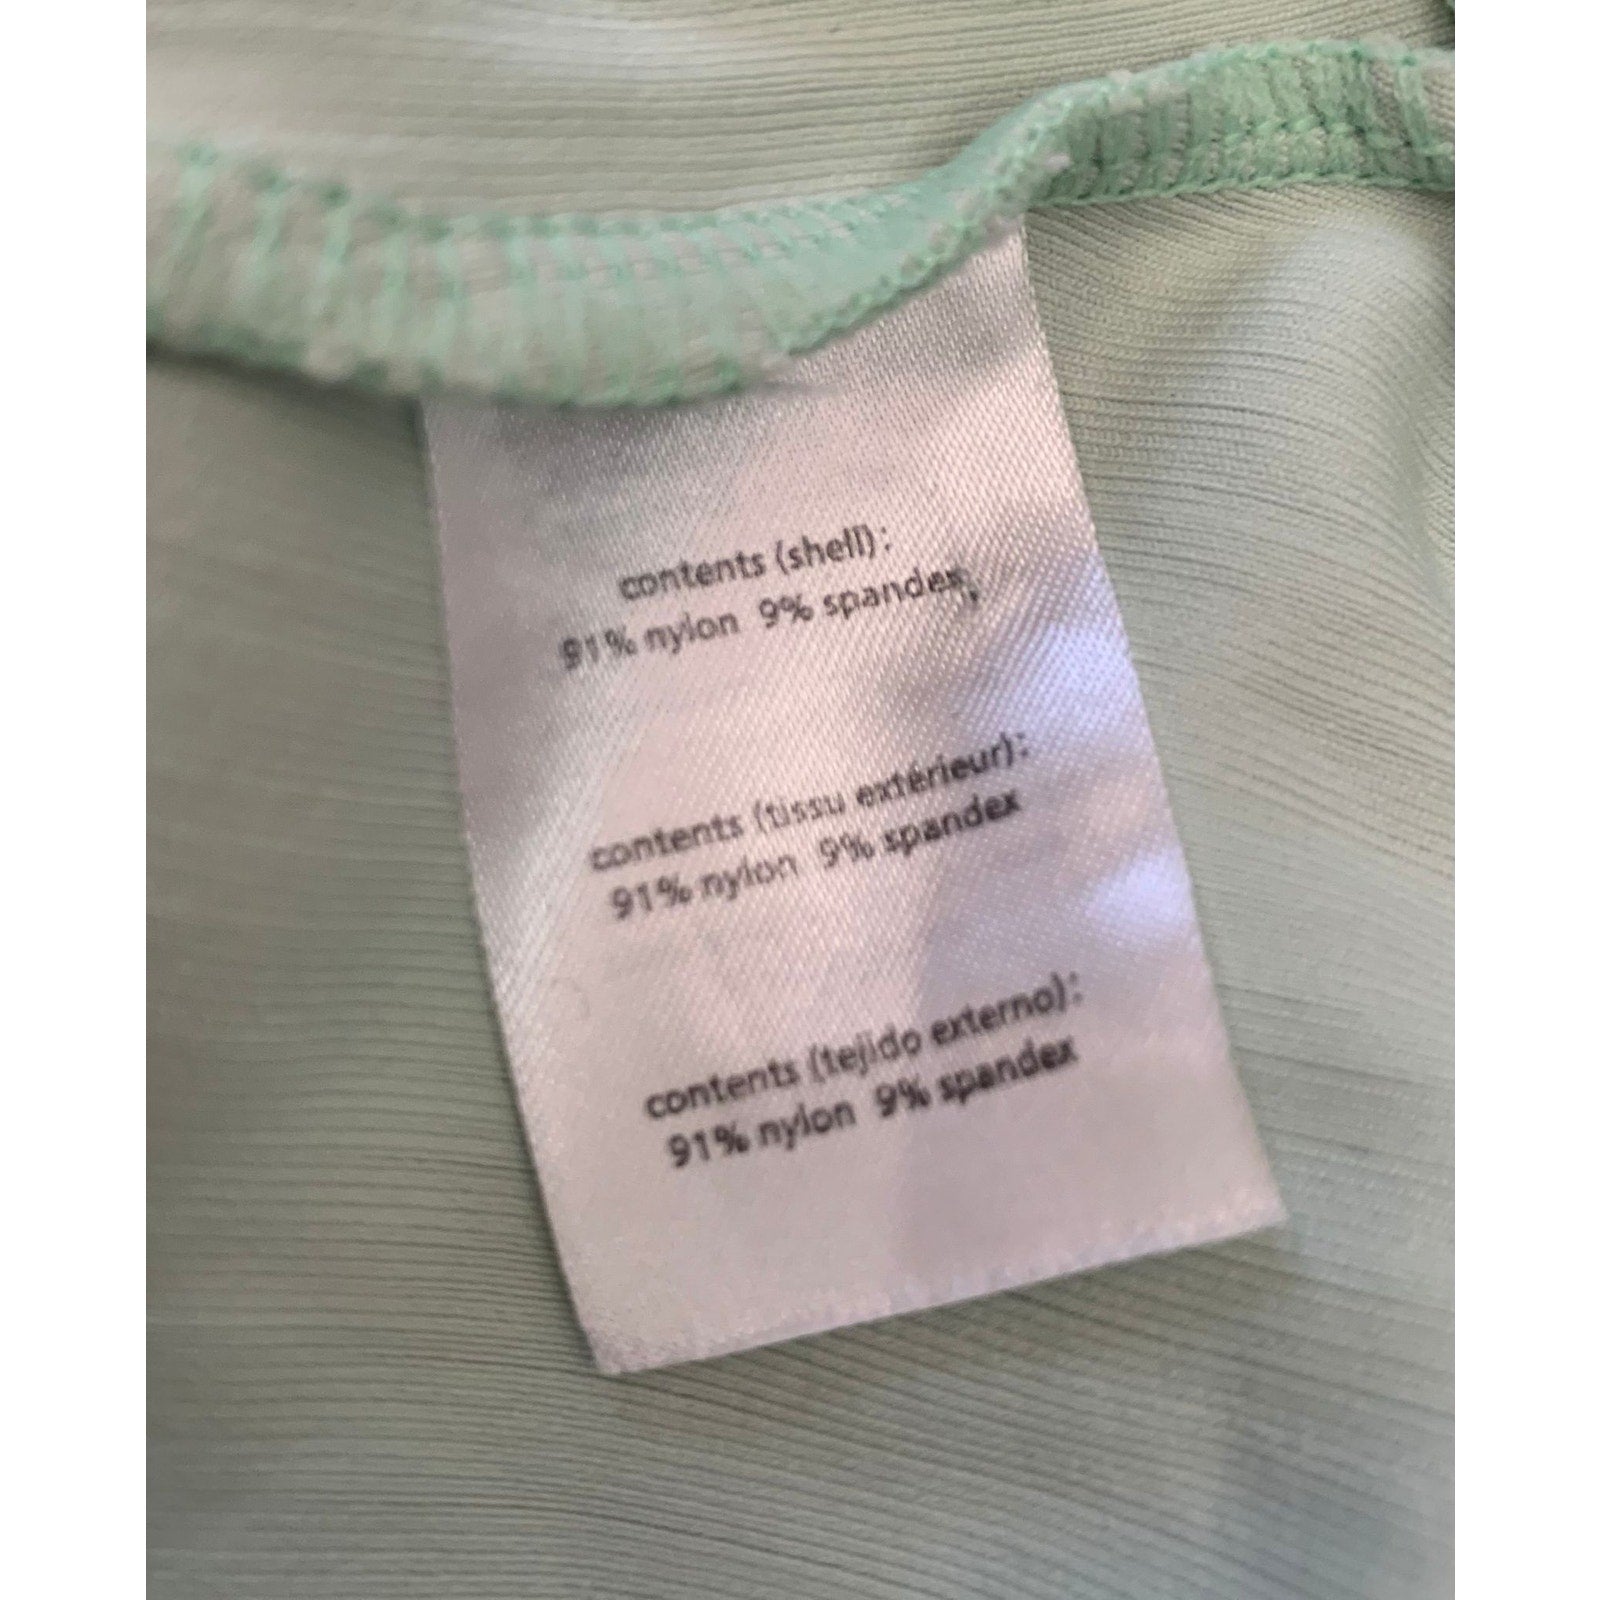 contents (shell):
91% nylon 9% spandex
contents (tissu extérieur):
91% nylon 9% spandex
contents (tejido externo):
91% nylon 9% spandex